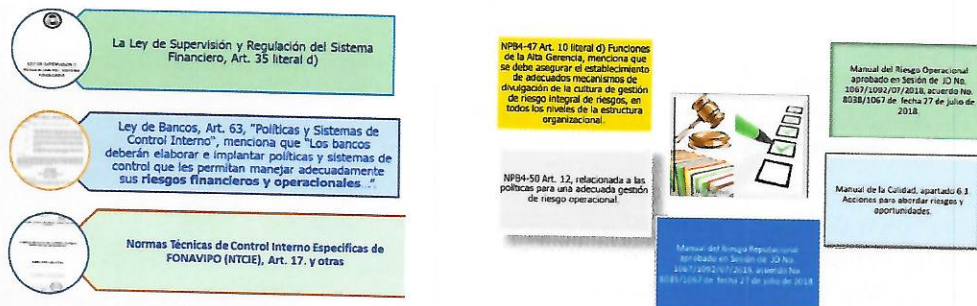 La Ley de Supervisión y Regulación del Sistema
Financiero, Art. 35 literal d)
Ley de Bancos, Art. 63, "Políticas y Sistemas de
Control Interno", menciona que "Los bancos
deberán elaborar e implantar políticas y sistemas de
control que les permitan manejar adecuadamente
sus riesgos financieros y operacionales...".
Normas Técnicas de Control Interno Específicas de
FONAVIPO (NTCIE), Art. 17. y otras
NPB4-47 Art. 10 literal d) Funciones
de la Alta Gerencia, menciona que
se debe asegurar el establecimiento
de adecuados mecanismos de
divulgación de la cultura de gestión
de riesgo integral de riesgos, en
todos los niveles de la estructura
organizacional.
NPB4-50 Art. 12, relacionada a las
políticas para una adecuada gestión
de riesgo operacional.
Manual del Riesgo Reputacional
aprobado en Sesión de JD No.
1067/1092/07/2018, acuerdo No.
fecha 27 de julio de 2018
Manual del Riesgo Operacional
aprobado en Sesión de JD No.
1067/1092/07/2018, acuerdo No.
8038/1067 de fecha 27 de julio de
2018.
Manual de la Calidad, apartado 6.1
Acciones para abordar riesgos y
oportunidades.